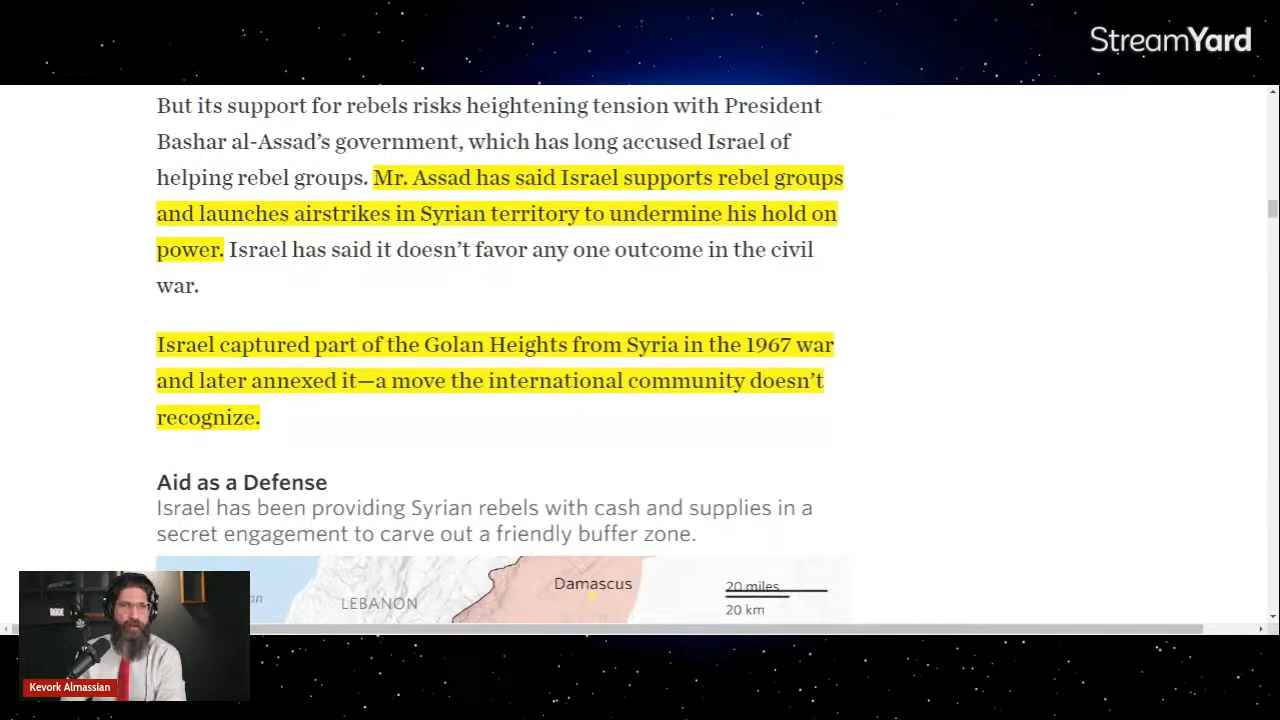 StreamYard
But its support for rebels risks heightening tension with President
Bashar al-Assad’s government, which has long accused Israel of
helping rebel groups. Mr. Assad has said Israel supports rebel groups
and launches airstrikes in Syrian territory to undermine his hold on
power. Israel has said it doesn’t favor any one outcome in the civil
war.
Israel captured part of the Golan Heights from Syria in the 1967 war
and later annexed it—a move the international community doesn’t
recognize.
Aid as a Defense
Israel has been providing Syrian rebels with cash and supplies in a
secret engagement to carve out a friendly buffer zone.
Damascus
20 miles
LEBANON
20 km
Kevork Almassian